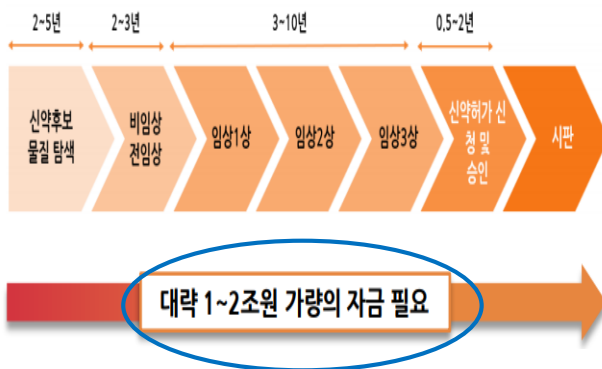 2~5년
2~3년
3~10년
0.5~2년
신약후보
물질 탐색
비임상
전임상
임상1상
임상2상
임상3상
신약허가 신
청 및
승인
시판
대략 1~2조원 가량의 자금 필요